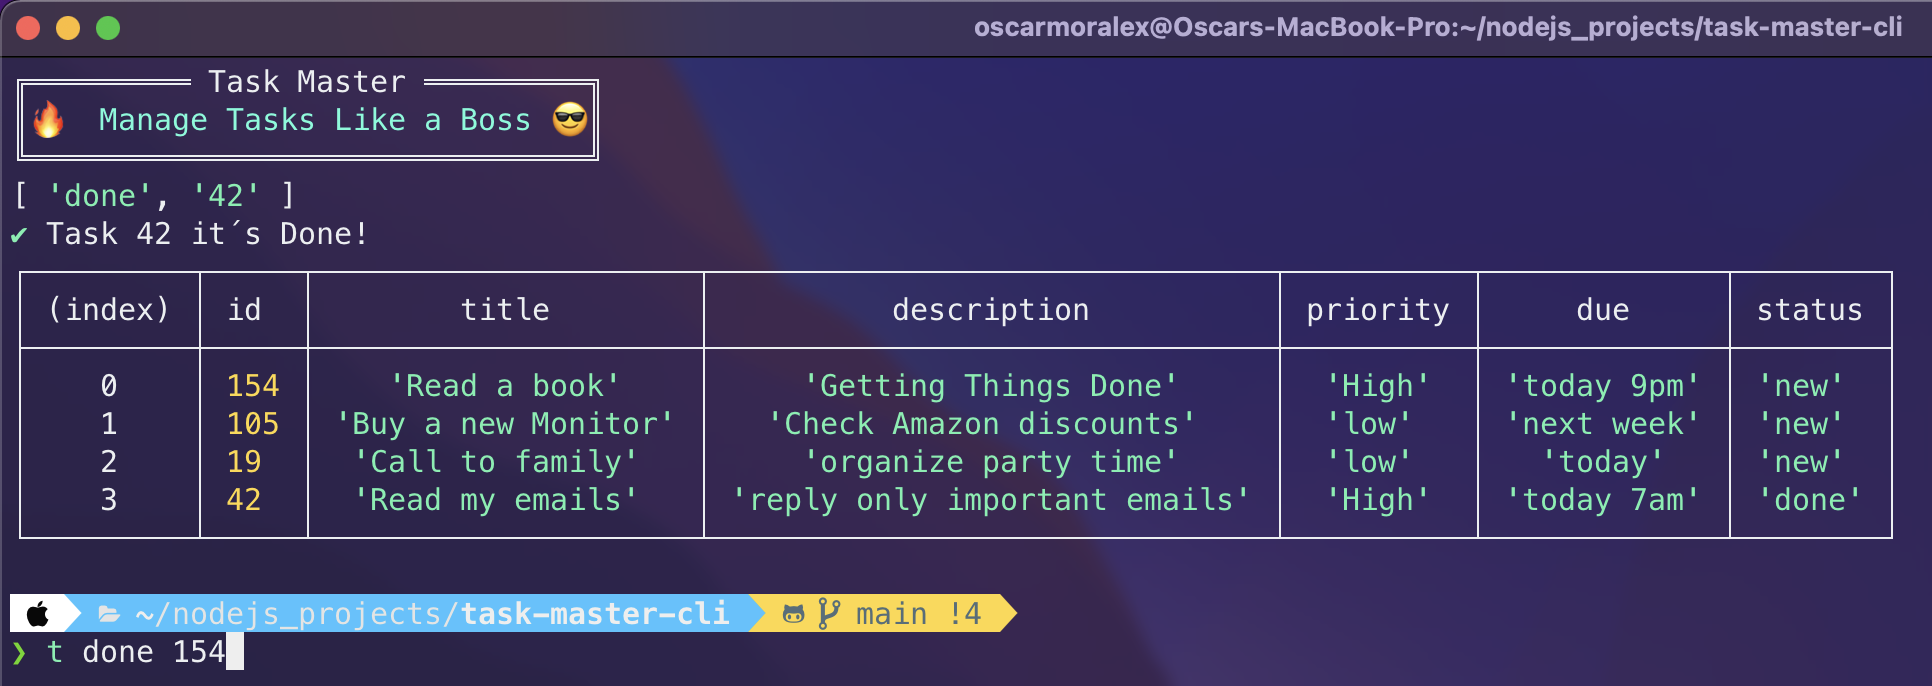 oscarmoralex@Oscars-MacBook-Pro:~/nodejs_projects/task-master-cli
Task Master
🔥 Manage Tasks Like a Boss 😎
[ 'done', '42' ]
✔ Task 42 it´s Done!
(index) id title description priority due status
0 154 'Read a book' 'Getting Things Done' 'High' 'today 9pm' 'new'
1 105 'Buy a new Monitor' 'Check Amazon discounts' 'low' 'next week' 'new'
2 19 'Call to family' 'organize party time' 'low' 'today' 'new'
3 42 'Read my emails' 'reply only important emails' 'High' 'today 7am' 'done'
~/nodejs_projects/task-master-cli main !4
❯ t done 154